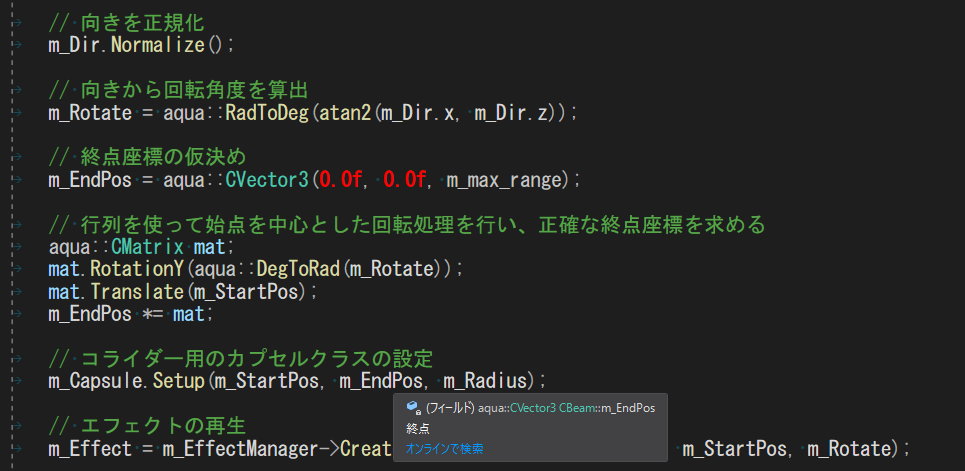 // 向きを正規化
m_Dir.Normalize();
// 向きから回転角度を算出
m_Rotate = aqua::RadToDeg(atan2(m_Dir.x, m_Dir.z));
// 終点座標の仮決め
m_EndPos = aqua::CVector3(0.0f, 0.0f, m_max_range);
// 行列を使って始点を中心とした回転処理を行い、正確な終点座標を求める
aqua::CMatrix mat;
mat.RotationY(aqua::DegToRad(m_Rotate));
mat.Translate(m_StartPos);
m_EndPos *= mat;
// コライダー用のカプセルクラスの設定
m_Capsule.Setup(m_StartPos, m_EndPos, m_Radius);
(フィールド) aqua::CVector3 CBeam::m_EndPos
終点
オンラインで検索
// エフェクトの再生
m_Effect = m_EffectManager->Creat m_StartPos, m_Rotate);